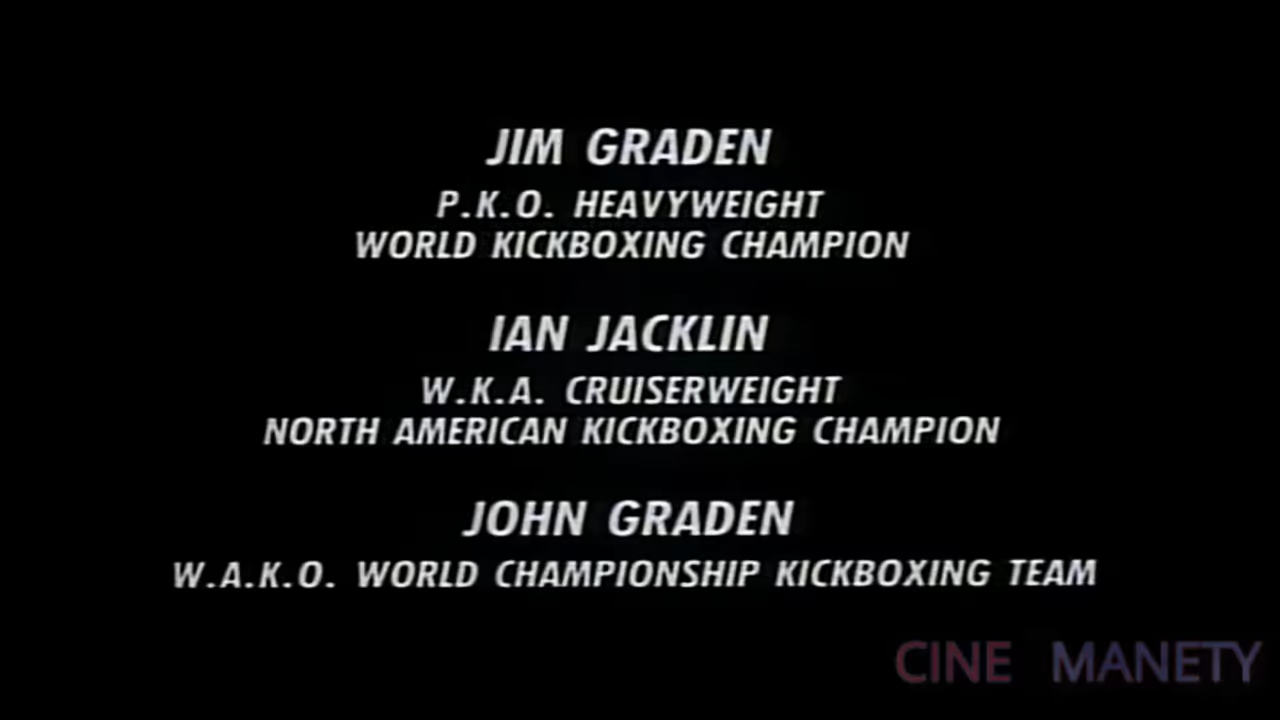 JIM GRADEN
P.K.O. HEAVYWEIGHT
WORLD KICKBOXING CHAMPION
IAN JACKLIN
W.K.A. CRUISERWEIGHT
NORTH AMERICAN KICKBOXING CHAMPION
JOHN GRADEN
W.A.K.O. WORLD CHAMPIONSHIP KICKBOXING TEAM
CINE MANETY